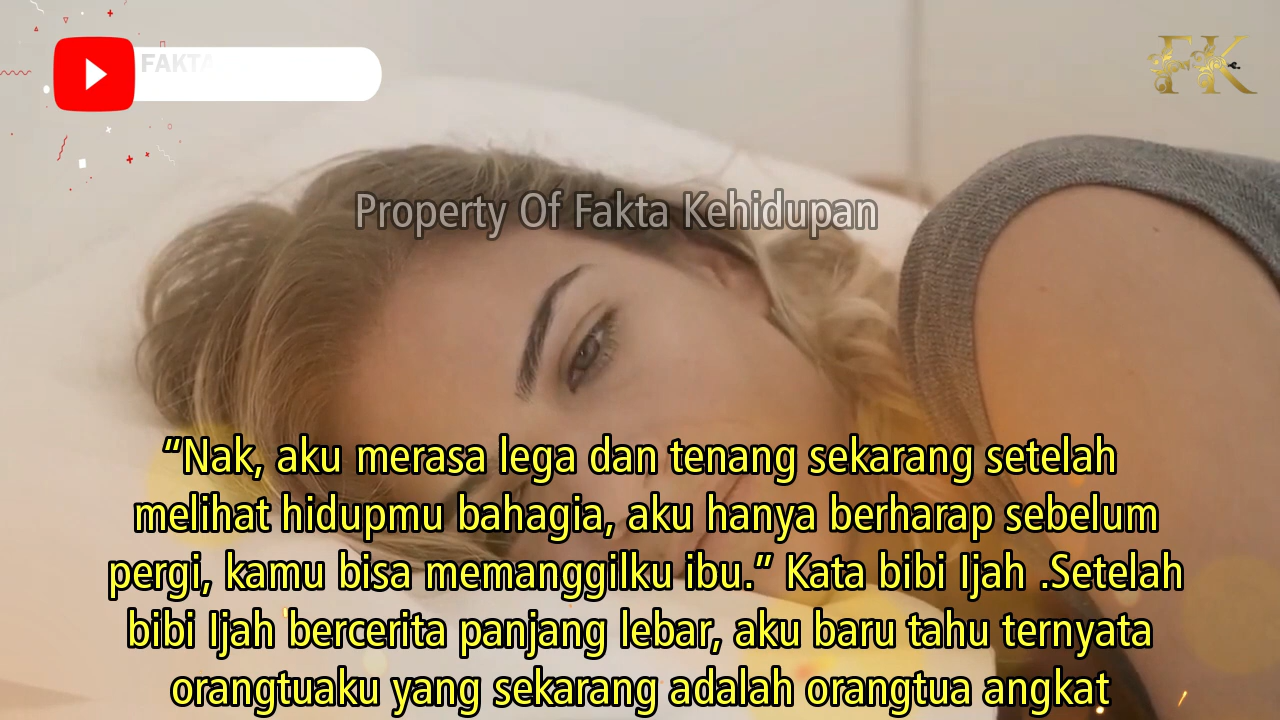 FAKTA
FK
Property Of Fakta Kehidupan
“Nak, aku merasa lega dan tenang sekarang setelah
melihat hidupmu bahagia, aku hanya berharap sebelum
pergi, kamu bisa memanggilku ibu.” Kata bibi Ijah .Setelah
bibi Ijah bercerita panjang lebar, aku baru tahu ternyata
orangtuaku yang sekarang adalah orangtua angkat